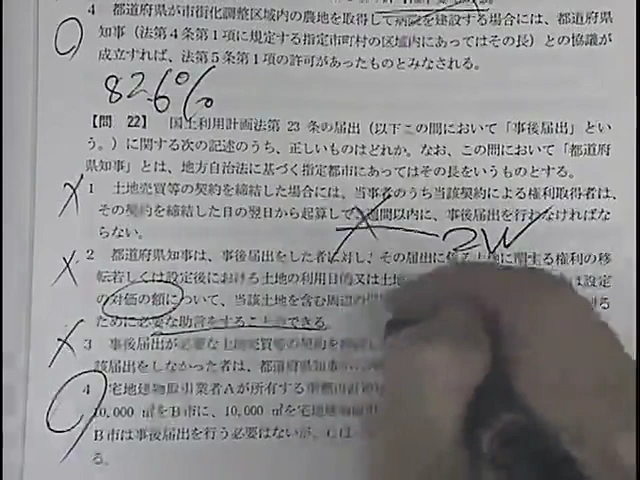 4 都道府県が市街化調整区域内の農地を取得して病院を建設する場合には、都道府県
知事（法第4条第1項に規定する指定市町村の区域内にあってはその長）との協議が
成立すれば、法第5条第1項の許可があったものとみなされる。
82.6%
【問 22】 国土利用計画法第 23 条の届出（以下この問において「事後届出」とい
う。）に関する次の記述のうち、正しいものはどれか。なお、この問において「都道府
県知事」とは、地方自治法に基づく指定都市にあってはその長をいうものとする。
1 土地売買等の契約を締結した場合には、当事者のうち当該契約による権利取得者は、
その契約を締結した日の翌日から起算して 週間以内に、事後届出を行わなければな
らない。
2W
2 都道府県知事は、事後届出をした者に対し、その届出に係る土地に関する権利の移
転若しくは設定後における土地の利用目的又は土地 は設定
の対価の額について、当該土地を含む周辺の
ために必要な助言をすることができる
3 事後届出が必要な土地売買等の契約を
該届出をしなかった者は、都道府県知事
4 宅地建物取引業者Aが所有する
10,000 ㎡をB市に、10,000 ㎡を宅地建物取引
B市は事後届出を行う必要はないが、Cは
る。